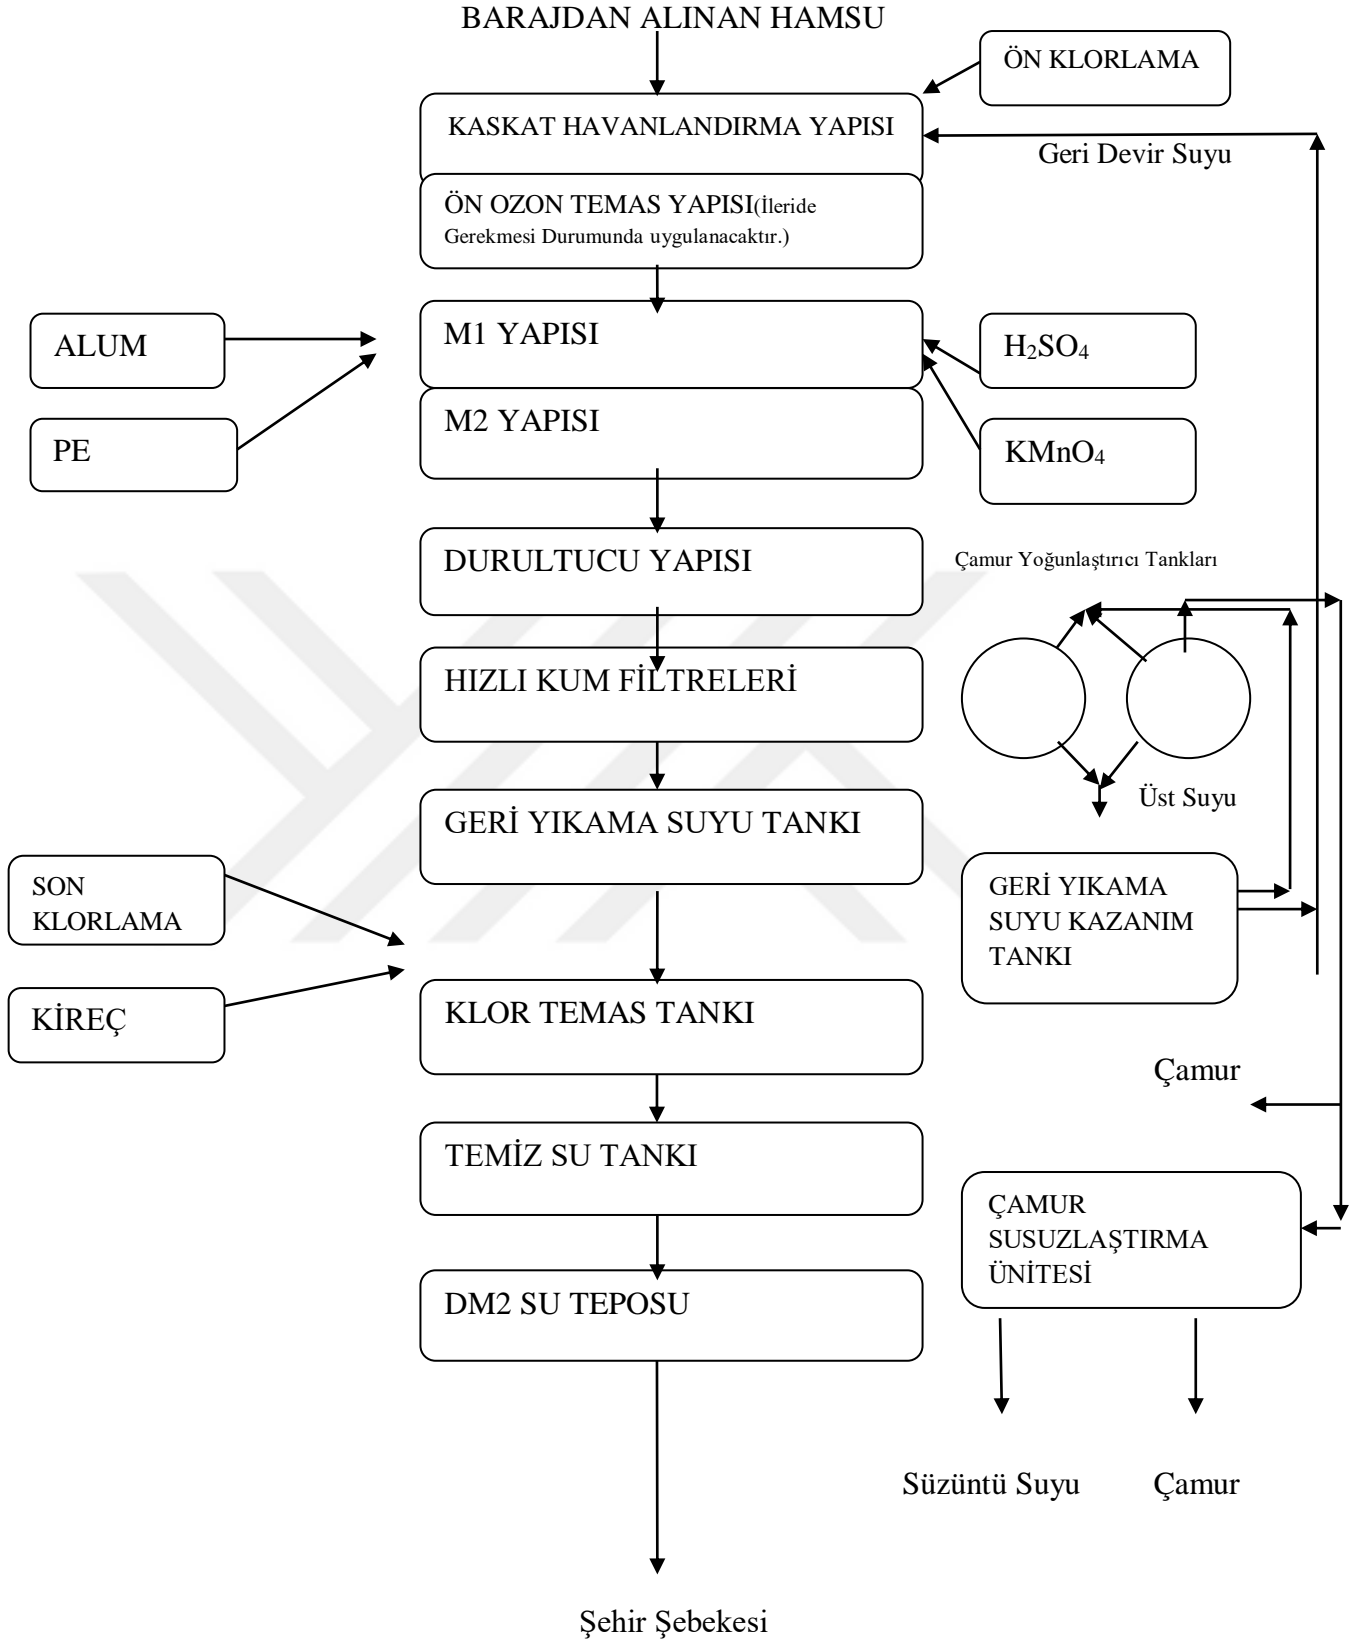 BARAJDAN ALINAN HAMSU
ÖN KLORLAMA
KASKAT HAVANLANDIRMA YAPISI
Geri Devir Suyu
ÖN OZON TEMAS YAPISI(İleride
Gerekmesi Durumunda uygulanacaktır.)
ALUM
M1 YAPISI
H₂SO₄
PE
M2 YAPISI
KMnO₄
DURULTUCU YAPISI
Çamur Yoğunlaştırıcı Tankları
HIZLI KUM FİLTRELERİ
Üst Suyu
GERİ YIKAMA SUYU TANKI
SON
KLORLAMA
GERİ YIKAMA
SUYU KAZANIM
TANKI
KİREÇ
KLOR TEMAS TANKI
Çamur
TEMİZ SU TANKI
ÇAMUR
SUSUZLAŞTIRMA
ÜNİTESİ
DM2 SU TEPOSU
Süzüntü Suyu
Çamur
Şehir Şebekesi